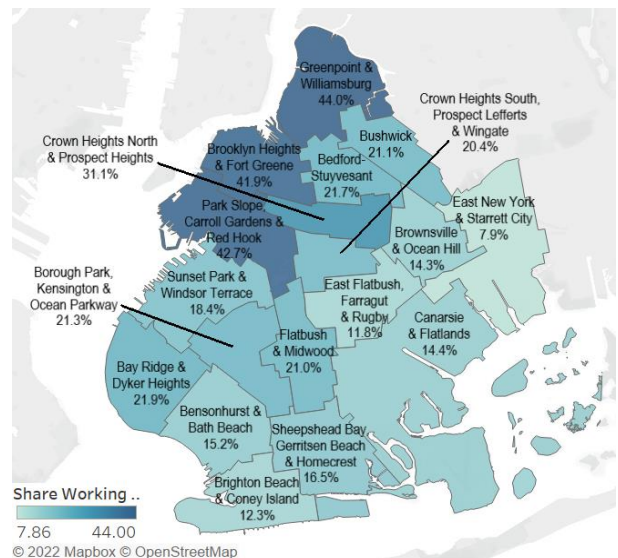 Greenpoint &
Williamsburg
44.0%
Crown Heights South,
Prospect Lefferts
& Wingate
20.4%
Crown Heights North
& Prospect Heights
31.1%
Brooklyn Heights
& Fort Greene
41.9%
Bushwick
21.1%
Bedford-
Stuyvesant
21.7%
Park Slope,
Carroll Gardens &
Red Hook
42.7%
East New York
& Starrett City
7.9%
Brownsville
& Ocean Hill
14.3%
Borough Park,
Kensington &
Ocean Parkway
21.3%
Sunset Park &
Windsor Terrace
18.4%
East Flatbush,
Farragut
& Rugby
11.8%
Canarsie
& Flatlands
14.4%
Flatbush
& Midwood
21.0%
Bay Ridge &
Dyker Heights
21.9%
Bensonhurst &
Bath Beach
15.2%
Sheepshead Bay,
Gerritsen Beach
& Homecrest
16.5%
Brighton Beach
& Coney Island
12.3%
Share Working ..
7.86 44.00
© 2022 Mapbox © OpenStreetMap